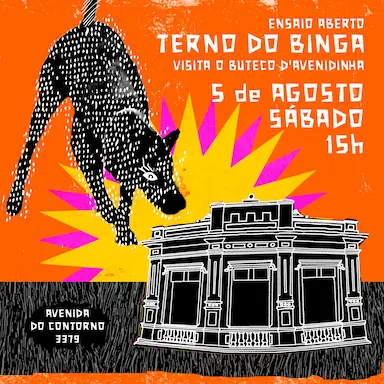 ENSAIO ABERTO
TERNO DO BINGA
VISITA O BUTECO D'AVENIDINHA
5 de AGOSTO
SÁBADO
15h
AVENIDA
DO CONTORNO
3379